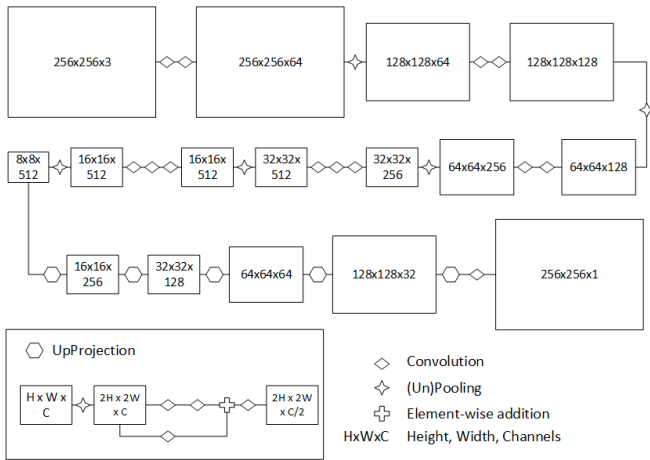 256x256x3
256x256x64
128x128x64
128x128x128
8x8x
512
16x16x
512
16x16x
512
32x32x
512
32x32x
256
64x64x256
64x64x128
16x16x
256
32x32x
128
64x64x64
128x128x32
256x256x1
UpProjection
H x W x
C
2H x 2W
x C
2H x 2W
x C/2
Convolution
(Un)Pooling
Element-wise addition
HxWxC Height, Width, Channels